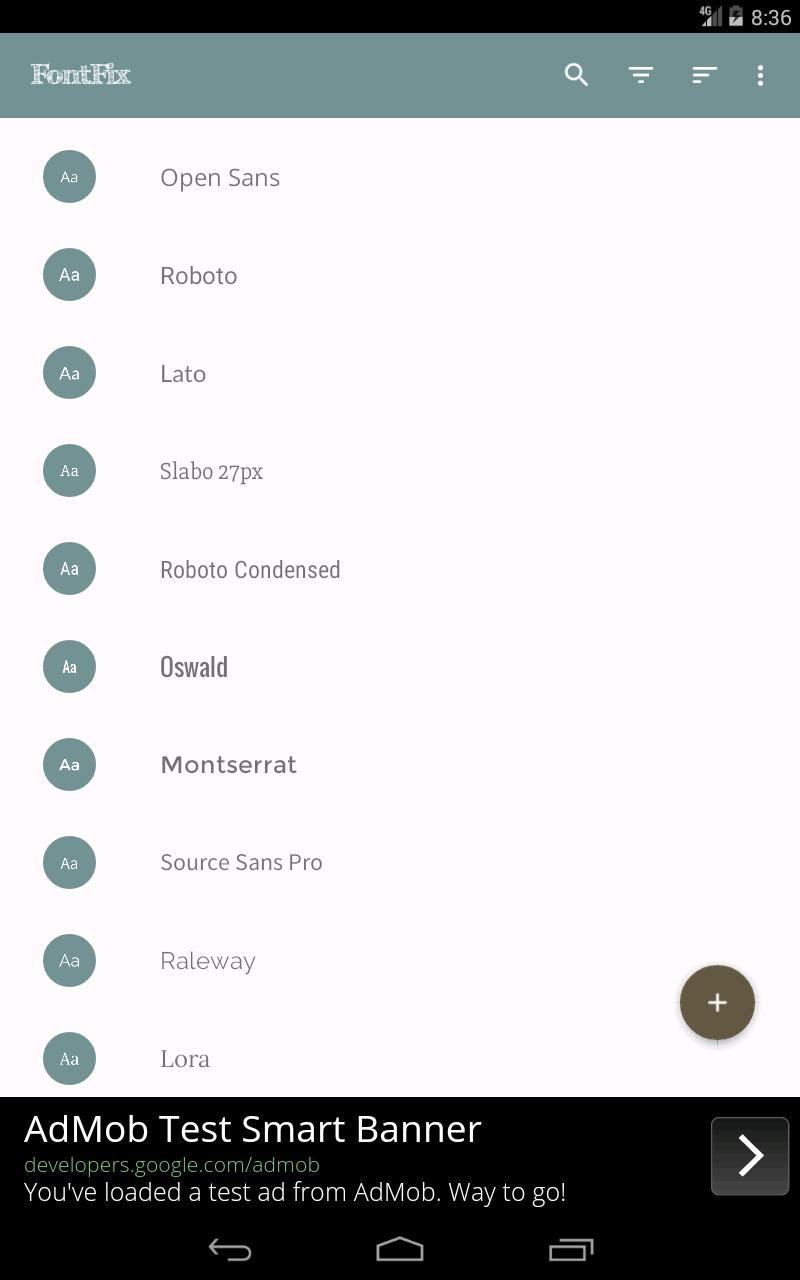 4G 8:36
FontFix
Aa Open Sans
Aa Roboto
Aa Lato
Aa Slabo 27px
Aa Roboto Condensed
Aa Oswald
Aa Montserrat
Aa Source Sans Pro
Aa Raleway
Aa Lora
AdMob Test Smart Banner
developers.google.com/admob
You've loaded a test ad from AdMob. Way to go!